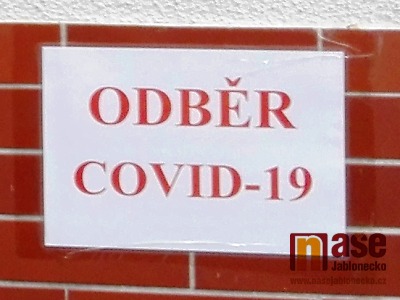 ODBĚR
COVID-19
nase
Jablonecko
www.nasejablonecko.cz